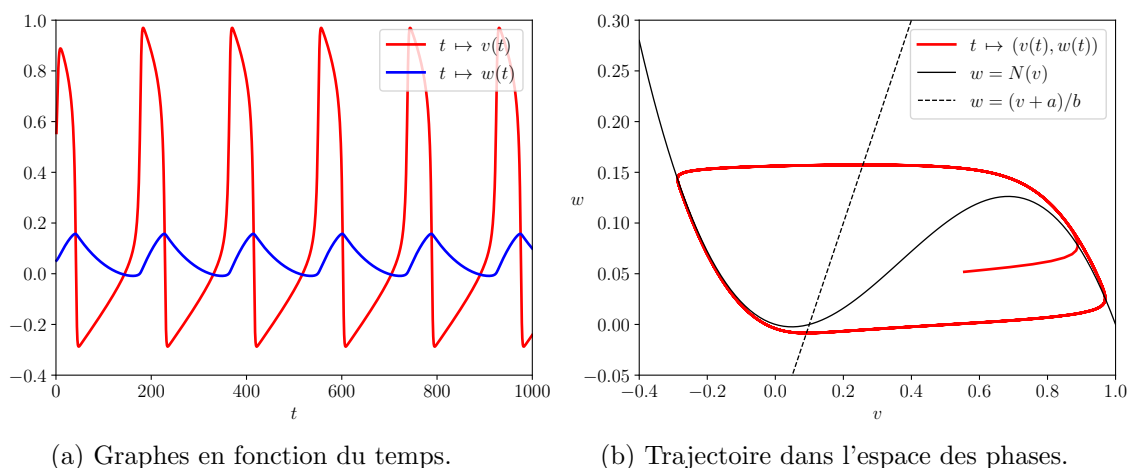 1.0
0.8
0.6
0.4
0.2
0.0
−0.2
−0.4
0 200 400 600 800 1000
t
t ↦ v(t)
t ↦ w(t)
(a) Graphes en fonction du temps.
0.30
0.25
0.20
0.15
0.10
0.05
0.00
−0.05
w
−0.4 −0.2 0.0 0.2 0.4 0.6 0.8 1.0
v
t ↦ (v(t), w(t))
w = N(v)
w = (v + a)/b
(b) Trajectoire dans l'espace des phases.